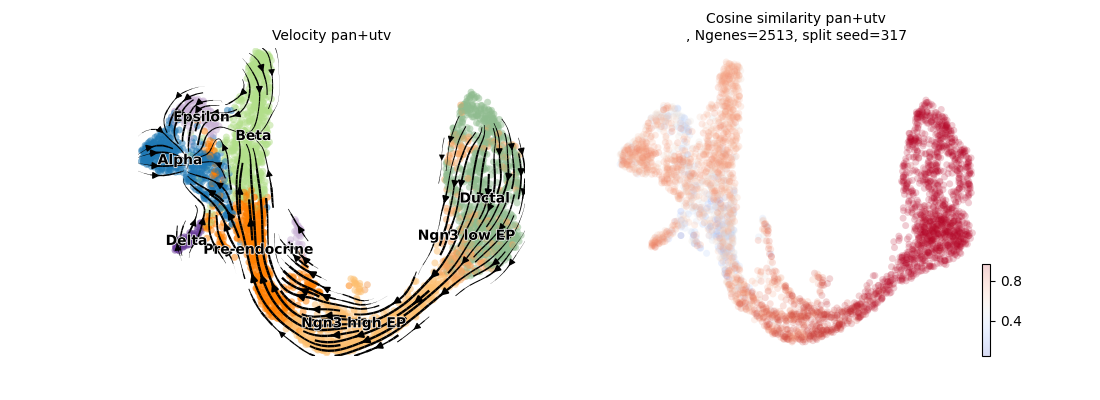 Velocity pan+utv
Epsilon
Beta
Alpha
Ductal
Delta
Pre-endocrine
Ngn3 low EP
Ngn3 high EP
Cosine similarity pan+utv
, Ngenes=2513, split seed=317
0.8
0.4